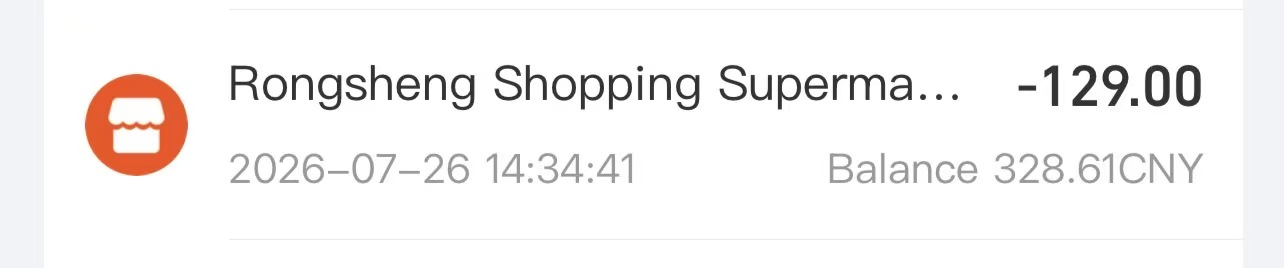 Rongsheng Shopping Superma... -129.00
2026-07-26 14:34:41 Balance 328.61CNY